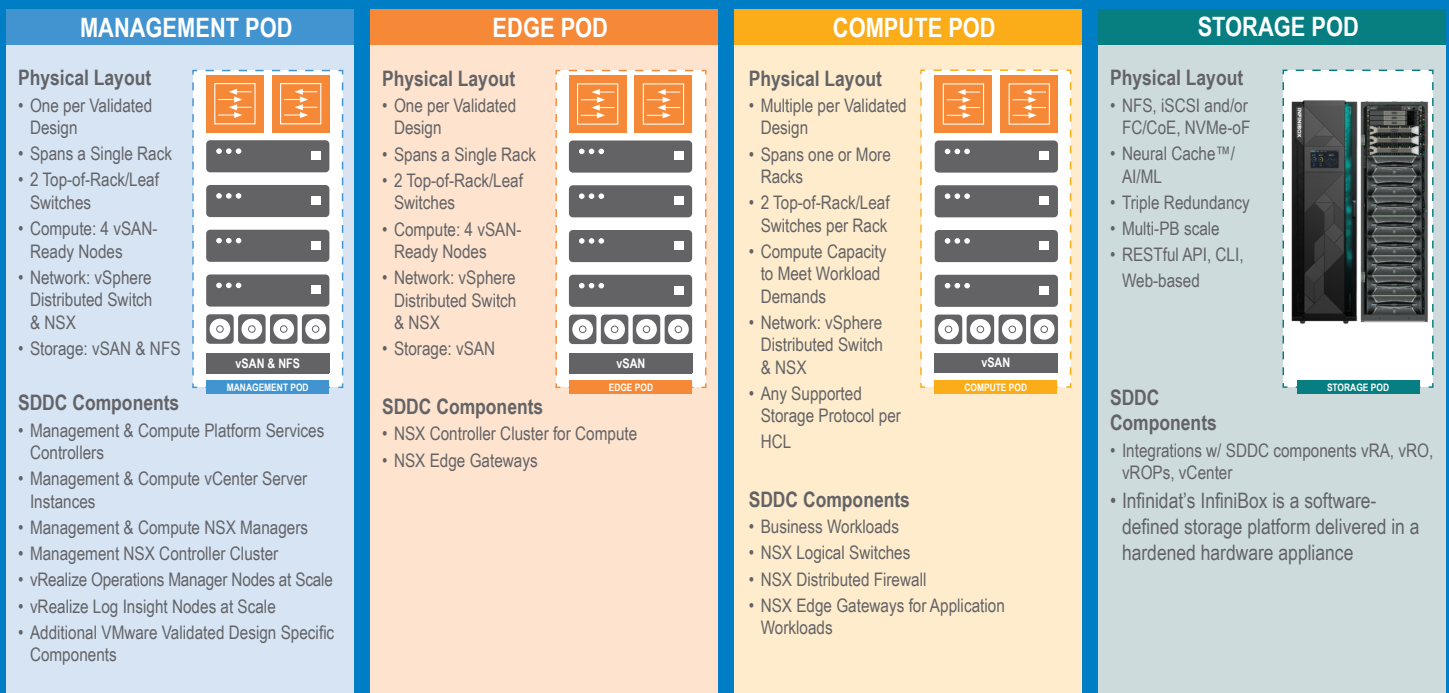 MANAGEMENT POD
Physical Layout
• One per Validated
Design
• Spans a Single Rack
• 2 Top-of-Rack/Leaf
Switches
• Compute: 4 vSAN-
Ready Nodes
• Network: vSphere
Distributed Switch
& NSX
• Storage: vSAN & NFS
vSAN & NFS
MANAGEMENT POD
SDDC Components
• Management & Compute Platform Services
Controllers
• Management & Compute vCenter Server
Instances
• Management & Compute NSX Managers
• Management NSX Controller Cluster
• vRealize Operations Manager Nodes at Scale
• vRealize Log Insight Nodes at Scale
• Additional VMware Validated Design Specific
Components
EDGE POD
Physical Layout
• One per Validated
Design
• Spans a Single Rack
• 2 Top-of-Rack/Leaf
Switches
• Compute: 4 vSAN-
Ready Nodes
• Network: vSphere
Distributed Switch
& NSX
• Storage: vSAN
vSAN
EDGE POD
SDDC Components
• NSX Controller Cluster for Compute
• NSX Edge Gateways
COMPUTE POD
Physical Layout
• Multiple per Validated
Design
• Spans one or More
Racks
• 2 Top-of-Rack/Leaf
Switches per Rack
• Compute Capacity
to Meet Workload
Demands
• Network: vSphere
Distributed Switch
& NSX
• Any Supported
Storage Protocol per
HCL
vSAN
COMPUTE POD
SDDC Components
• Business Workloads
• NSX Logical Switches
• NSX Distributed Firewall
• NSX Edge Gateways for Application
Workloads
STORAGE POD
Physical Layout
• NFS, iSCSI and/or
FC/CoE, NVMe-oF
• Neural Cache™/
AI/ML
• Triple Redundancy
• Multi-PB scale
• RESTful API, CLI,
Web-based
INFINIBOX
STORAGE POD
SDDC
Components
• Integrations w/ SDDC components vRA, vRO,
vROPs, vCenter
• Infinidat’s InfiniBox is a software-
defined storage platform delivered in a
hardened hardware appliance